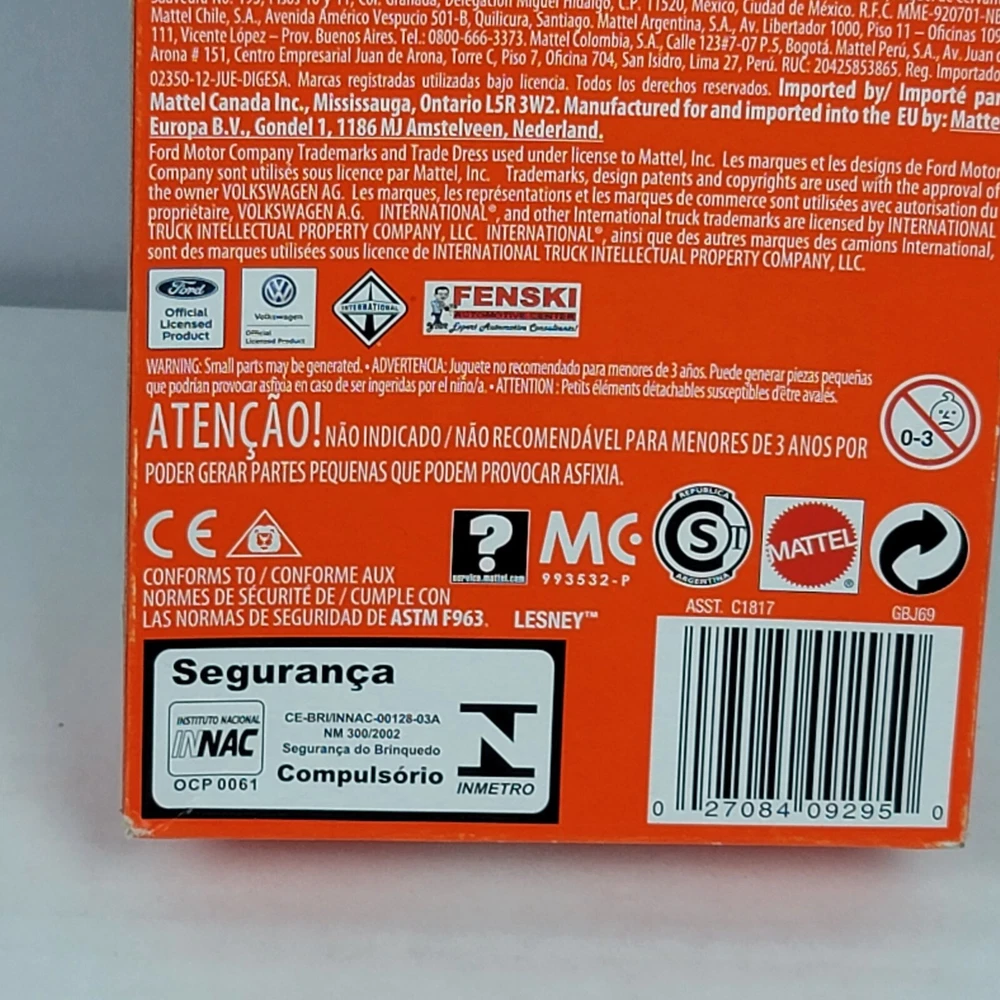 Mattel Chile, S.A., Avenida Américo Vespucio 501-B, Quilicura, Santiago. Mattel Argentina, S.A., Av. Libertador 1000, Piso 11 – Oficinas 109
111, Vicente López – Prov. Buenos Aires. Tel.: 0800-666-3373. Mattel Colombia, S.A., Calle 123#7-07 P.5, Bogotá. Mattel Perú, S.A., Av. Juan d
Arona # 151, Centro Empresarial Juan de Arona, Torre C, Piso 7, Oficina 704, San Isidro, Lima 27, Perú. RUC: 20425853865. Reg. Importado
02350-12-JUE-DIGESA. Marcas registradas utilizadas bajo licencia. Todos los derechos reservados. Imported by/ Importé par
Mattel Canada Inc., Mississauga, Ontario L5R 3W2. Manufactured for and imported into the EU by: Matte
Europa B.V., Gondel 1, 1186 MJ Amstelveen, Nederland.
Ford Motor Company Trademarks and Trade Dress used under license to Mattel, Inc. Les marques et les designs de Ford Motor
Company sont utilisés sous licence par Mattel, Inc. Trademarks, design patents and copyrights are used with the approval of
the owner VOLKSWAGEN AG. Les marques, les représentations et les marques de commerce sont utilisées avec autorisation du
propriétaire, VOLKSWAGEN A.G. INTERNATIONAL®, and other International truck trademarks are licensed by INTERNATIONAL
TRUCK INTELLECTUAL PROPERTY COMPANY, LLC. INTERNATIONAL®, ainsi que des autres marques des camions International,
sont des marques utilisées sous licence de INTERNATIONAL TRUCK INTELLECTUAL PROPERTY COMPANY, LLC.
Ford
Official
Licensed
Product
Volkswagen
Official
Licensed Product
INTERNATIONAL
FENSKI
AUTOMOTIVE CENTER
Your Expert Automotive Consultants!
WARNING: Small parts may be generated. • ADVERTENCIA: Juguete no recomendado para menores de 3 años. Puede generar piezas pequeñas
que podrían provocar asfixia en caso de ser ingeridas por el niño/a. • ATTENTION : Petits éléments détachables susceptibles d'être avalés.
0-3
ATENÇÃO! NÃO INDICADO / NÃO RECOMENDÁVEL PARA MENORES DE 3 ANOS POR
PODER GERAR PARTES PEQUENAS QUE PODEM PROVOCAR ASFIXIA.
CE
CONFORMS TO / CONFORME AUX
NORMES DE SÉCURITÉ DE / CUMPLE CON
LAS NORMAS DE SEGURIDAD DE ASTM F963.
?
service.mattel.com
MC
993532-P
LESNEY™
REPUBLICA
S T
ARGENTINA
MATTEL
®
ASST. C1817
GBJ69
Segurança
INSTITUTO NACIONAL
INNAC
OCP 0061
CE-BRI/INNAC-00128-03A
NM 300/2002
Segurança do Brinquedo
Compulsório
INMETRO
0 27084 09295 0